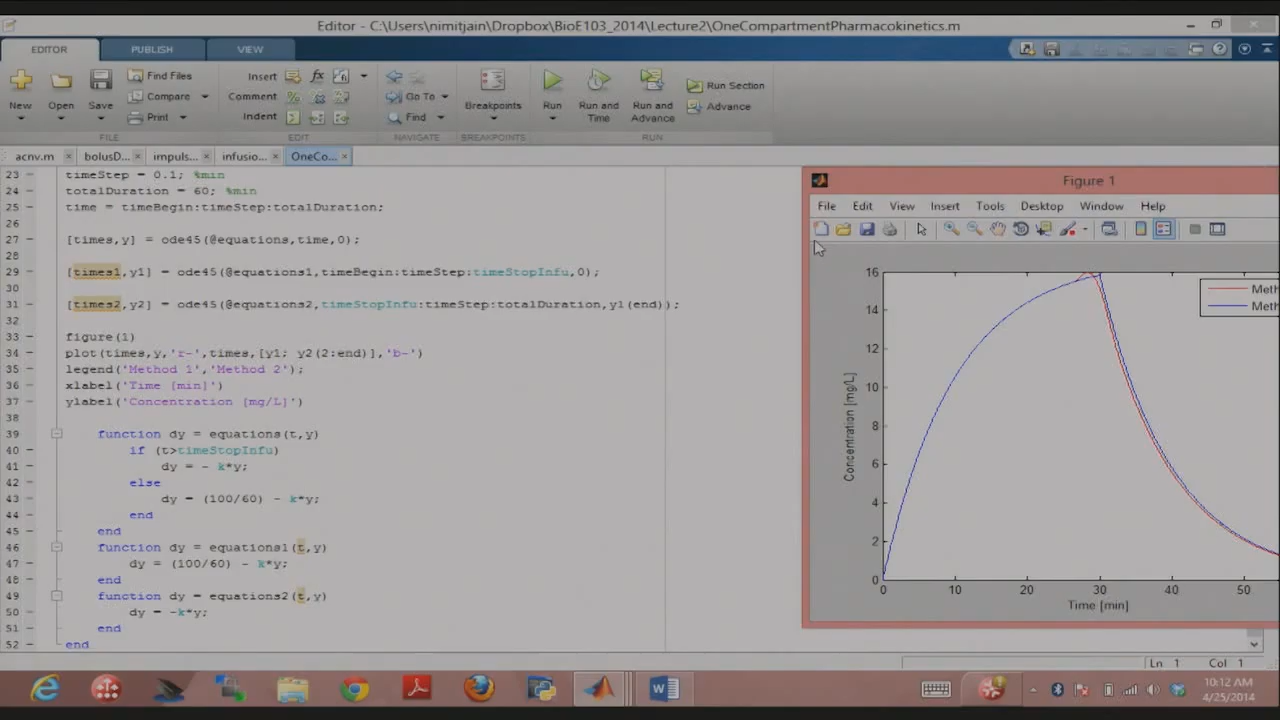 Editor - C:\Users\nimitjain\Dropbox\BioE103_2014\Lecture2\OneCompartmentPharmacokinetics.m
EDITOR PUBLISH VIEW
New Open Save Find Files Compare Print
Insert Comment Indent
Go To Find
Breakpoints
Run Run and Time Run and Advance Run Section Advance
FILE EDIT NAVIGATE BREAKPOINTS RUN
acnv.m bolusD... impuls... infusio... OneCo...
23 timeStep = 0.1; %min
24 totalDuration = 60; %min
25 time = timeBegin:timeStep:totalDuration;
26
27 [times,y] = ode45(@equations,time,0);
28
29 [times1,y1] = ode45(@equations1,timeBegin:timeStep:timeStopInfu,0);
30
31 [times2,y2] = ode45(@equations2,timeStopInfu:timeStep:totalDuration,y1(end));
32
33 figure(1)
34 plot(times,y,'r-',times,[y1; y2(2:end)],'b-')
35 legend('Method 1','Method 2');
36 xlabel('Time [min]')
37 ylabel('Concentration [mg/L]')
38
39 function dy = equations(t,y)
40 if (t>timeStopInfu)
41 dy = - k*y;
42 else
43 dy = (100/60) - k*y;
44 end
45 end
46 function dy = equations1(t,y)
47 dy = (100/60) - k*y;
48 end
49 function dy = equations2(t,y)
50 dy = -k*y;
51 end
52 end
Figure 1
File Edit View Insert Tools Desktop Window Help
Meth
Meth
16
14
12
10
8
6
4
2
0
Concentration [mg/L]
0 10 20 30 40 50
Time [min]
Ln 1 Col 1
10:12 AM
4/25/2014